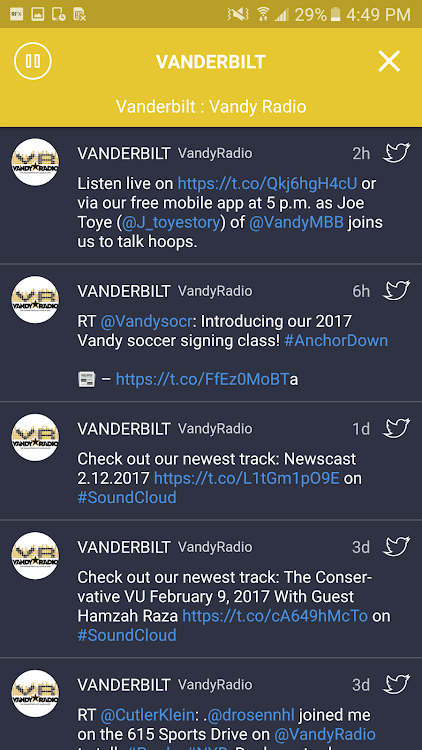 RFX 29% 4:49 PM
VANDERBILT
Vanderbilt : Vandy Radio
VANDERBILT VandyRadio 2h
Listen live on https://t.co/Qkj6hgH4cU or
via our free mobile app at 5 p.m. as Joe
Toye (@J_toyestory) of @VandyMBB joins
us to talk hoops.
VANDERBILT VandyRadio 6h
RT @Vandysocr: Introducing our 2017
Vandy soccer signing class! #AnchorDown
– https://t.co/FfEz0MoBTa
VANDERBILT VandyRadio 1d
Check out our newest track: Newscast
2.12.2017 https://t.co/L1tGm1pO9E on
#SoundCloud
VANDERBILT VandyRadio 3d
Check out our newest track: The Conser-
vative VU February 9, 2017 With Guest
Hamzah Raza https://t.co/cA649hMcTo on
#SoundCloud
VANDERBILT VandyRadio 3d
RT @CutlerKlein: .@drosennhl joined me
on the 615 Sports Drive on @VandyRadio